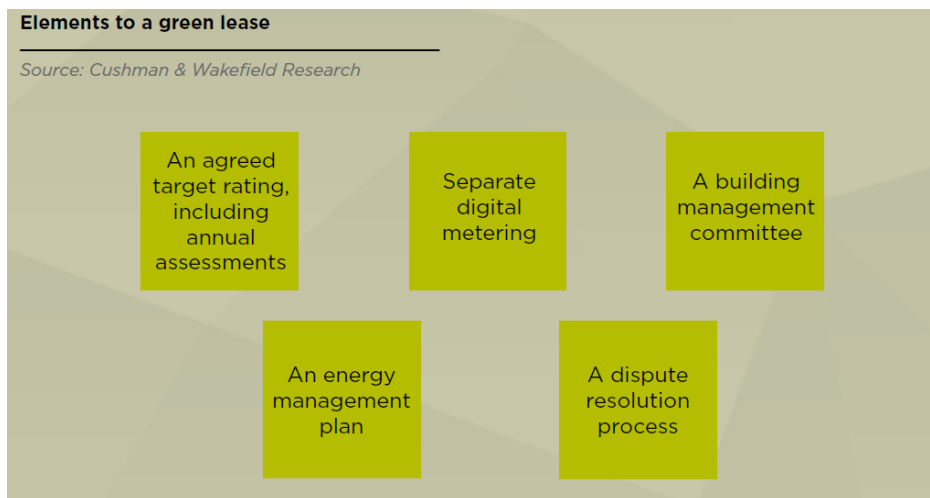 Elements to a green lease
Source: Cushman & Wakefield Research
An agreed
target rating,
including
annual
assessments
Separate
digital
metering
A building
management
committee
An energy
management
plan
A dispute
resolution
process